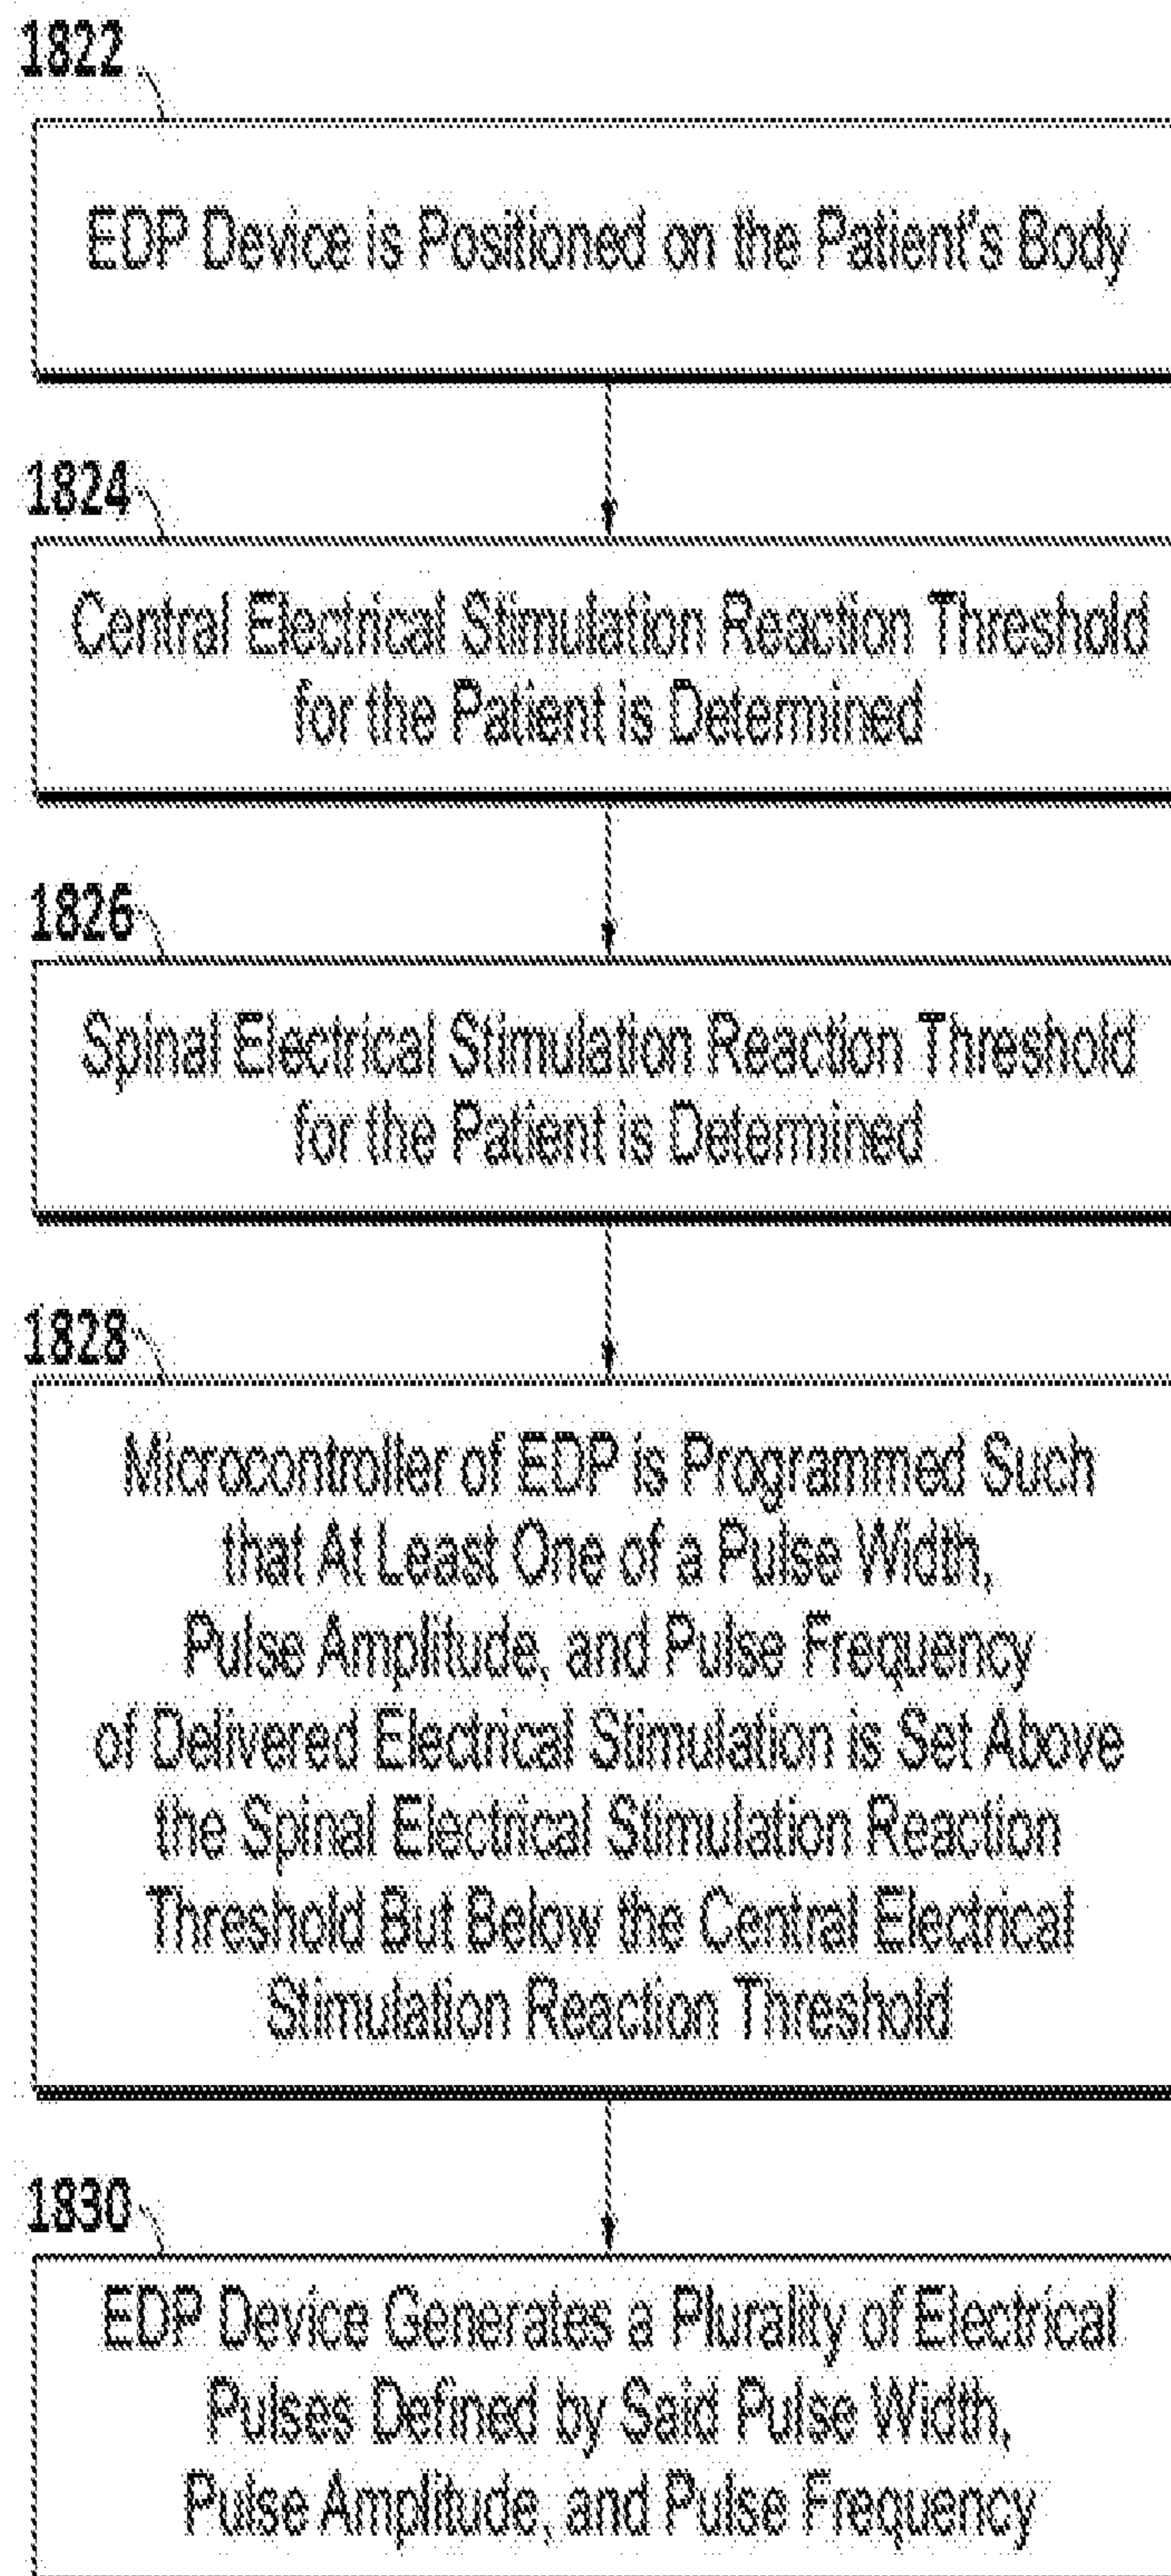 1822
EDP Device is Positioned on the Patient's Body
1824
Central Electrical Stimulation Reaction Threshold
for the Patient is Determined
1826
Spinal Electrical Stimulation Reaction Threshold
for the Patient is Determined
1828
Microcontroller of EDP is Programmed Such
that At Least One of a Pulse Width,
Pulse Amplitude, and Pulse Frequency
of Delivered Electrical Stimulation is Set Above
the Spinal Electrical Stimulation Reaction
Threshold But Below the Central Electrical
Stimulation Reaction Threshold
1830
EDP Device Generates a Plurality of Electrical
Pulses Defined by Said Pulse Width,
Pulse Amplitude, and Pulse Frequency